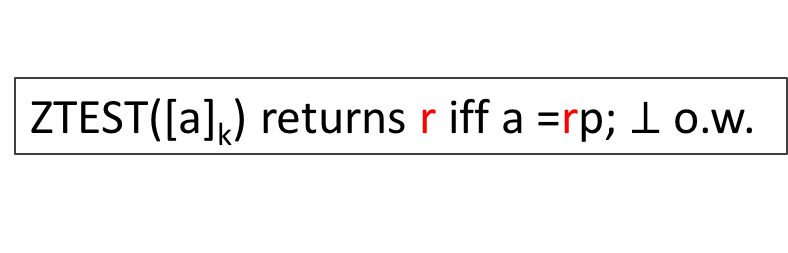 ZTEST([a]ₖ) returns r iff a =rp; ⊥ o.w.